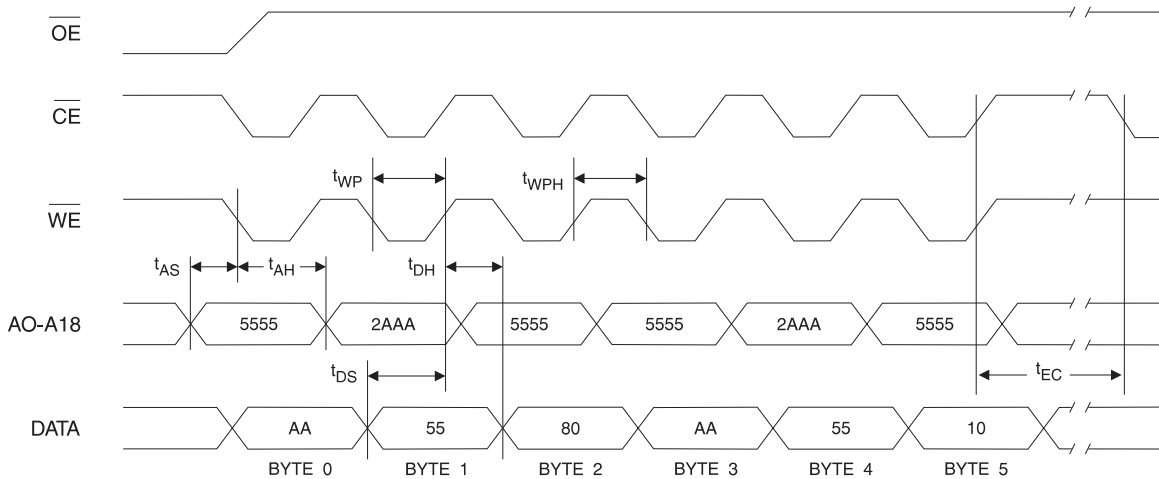 OE
CE
tWP
tWPH
WE
tAS
tAH
tDH
AO-A18
5555
2AAA
5555
5555
2AAA
5555
tDS
tEC
DATA
AA
55
80
AA
55
10
BYTE 0
BYTE 1
BYTE 2
BYTE 3
BYTE 4
BYTE 5